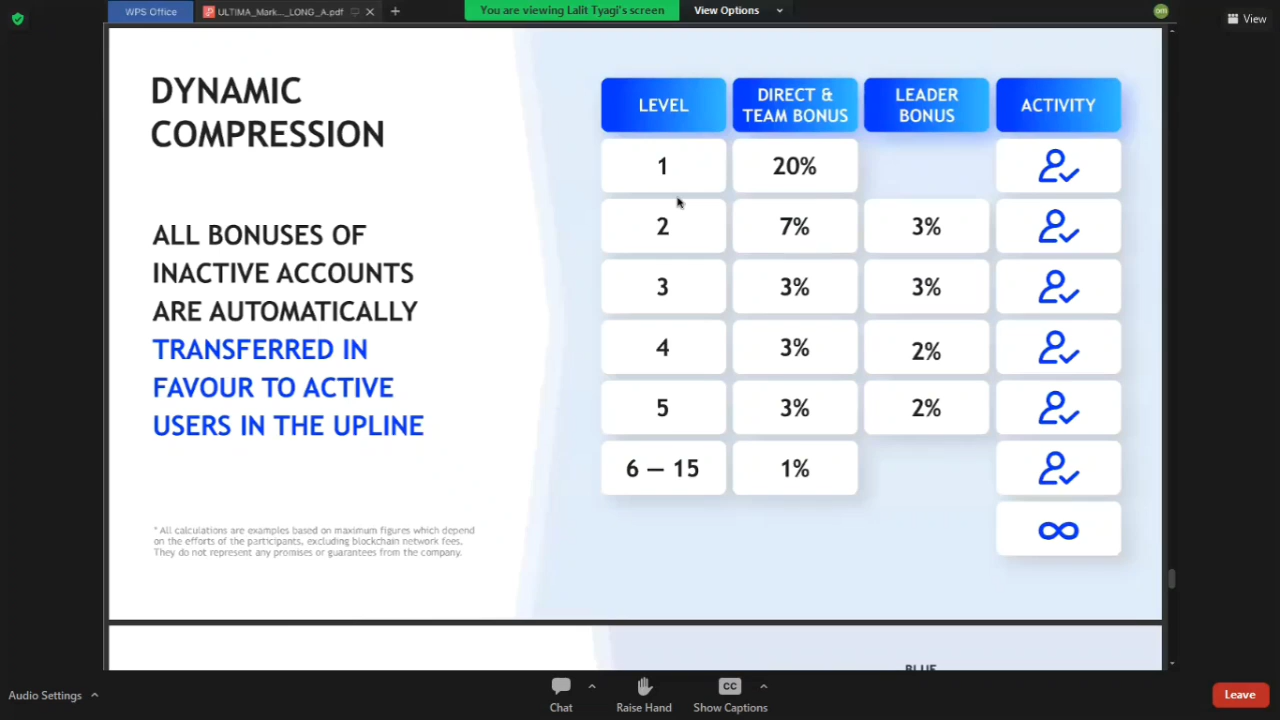 WPS Office
ULTIMA_Mark..._LONG_A.pdf
You are viewing Lalit Tyagi's screen
View Options
om
View
DYNAMIC
COMPRESSION
ALL BONUSES OF
INACTIVE ACCOUNTS
ARE AUTOMATICALLY
TRANSFERRED IN
FAVOUR TO ACTIVE
USERS IN THE UPLINE
* All calculations are examples based on maximum figures which depend
on the efforts of the participants, excluding blockchain network fees.
They do not represent any promises or guarantees from the company.
LEVEL
DIRECT &
TEAM BONUS
LEADER
BONUS
ACTIVITY
1 20%
2 7% 3%
3 3% 3%
4 3% 2%
5 3% 2%
6 — 15 1%
∞
BLUE
Audio Settings
Chat
Raise Hand
CC
Show Captions
Leave